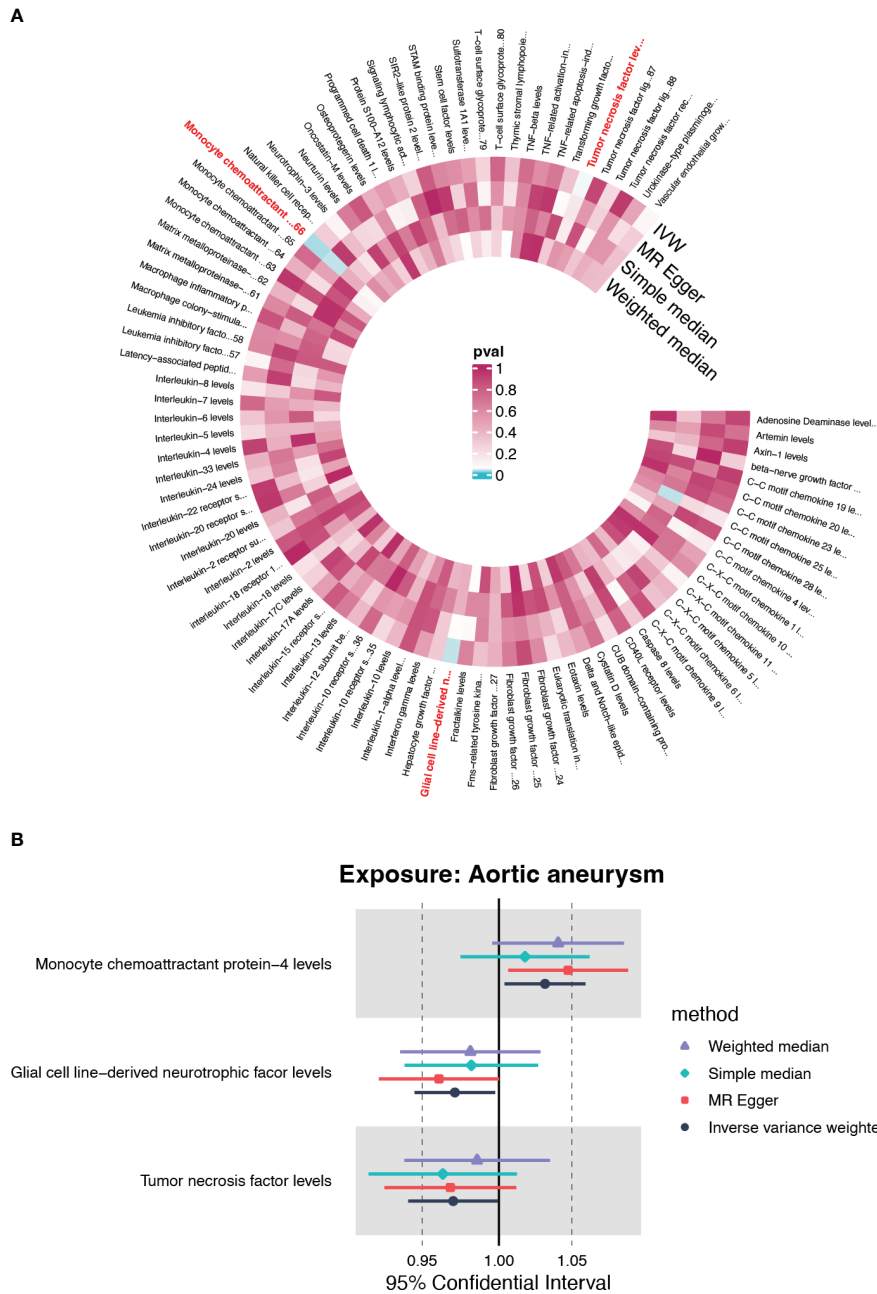 A
Adenosine Deaminase level...
Artemin levels
Axin−1 levels
beta−nerve growth factor ...
C−C motif chemokine 19 le...
C−C motif chemokine 20 le...
C−C motif chemokine 23 le...
C−C motif chemokine 25 le...
C−C motif chemokine 28 le...
C−C motif chemokine 4 lev...
C−X−C motif chemokine 1 l...
C−X−C motif chemokine 10 ...
C−X−C motif chemokine 11 ...
C−X−C motif chemokine 5 l...
C−X−C motif chemokine 6 l...
C−X−C motif chemokine 9 l...
Caspase 8 levels
CD40L receptor levels
CUB domain−containing pro...
Cystatin D levels
Delta and Notch−like epid...
Eotaxin levels
Eukaryotic translation in...
Fibroblast growth factor ...24
Fibroblast growth factor ...25
Fibroblast growth factor ...26
Fibroblast growth factor ...27
Fms−related tyrosine kina...
Fractalkine levels
Glial cell line−derived n...
Hepatocyte growth factor ...
Interferon gamma levels
Interleukin−1−alpha level...
Interleukin−10 levels
Interleukin−10 receptor s...35
Interleukin−10 receptor s...36
Interleukin−12 subunit be...
Interleukin−13 levels
Interleukin−15 receptor s...
Interleukin−17A levels
Interleukin−17C levels
Interleukin−18 levels
interleukin−18 receptor 1...
Interleukin−2 levels
Interleukin−2 receptor su...
Interleukin−20 levels
Interleukin−20 receptor s...
Interleukin−22 receptor s...
Interleukin−24 levels
Interleukin−33 levels
Interleukin−4 levels
Interleukin−5 levels
Interleukin−6 levels
Interleukin−7 levels
Interleukin−8 levels
Latency−associated peptid...
Leukemia inhibitory facto...57
Leukemia inhibitory facto...58
Macrophage colony−stimula...
Macrophage inflammatory p...
Matrix metalloproteinase−...61
Matrix metalloproteinase−...62
Monocyte chemoattractant ...63
Monocyte chemoattractant ...64
Monocyte chemoattractant ...65
Monocyte chemoattractant ...66
Natural killer cell recep...
Neurotrophin−3 levels
Neurturin levels
Oncostatin−M levels
Osteoprotegerin levels
Programmed cell death 1 l...
Protein S100−A12 levels
Signaling lymphocytic act...
SIR2−like protein 2 level...
STAM binding protein leve...
Stem cell factor levels
Sulfotransferase 1A1 leve...
T−cell surface glycoprote...79
T−cell surface glycoprote...80
Thymic stromal lymphopoie...
TNF−beta levels
TNF−related activation−in...
TNF−related apoptosis−ind...
Transforming growth facto...
Tumor necrosis factor lev...
Tumor necrosis factor lig...87
Tumor necrosis factor lig...88
Tumor necrosis factor rec...
Urokinase−type plasminoge...
Vascular endothelial grow...
IVW
MR Egger
Simple median
Weighted median
pval
1
0.8
0.6
0.4
0.2
0
B
Exposure: Aortic aneurysm
Monocyte chemoattractant protein−4 levels
Glial cell line−derived neurotrophic facor levels
Tumor necrosis factor levels
method
Weighted median
Simple median
MR Egger
Inverse variance weighte
0.95 1.00 1.05
95% Confidential Interval